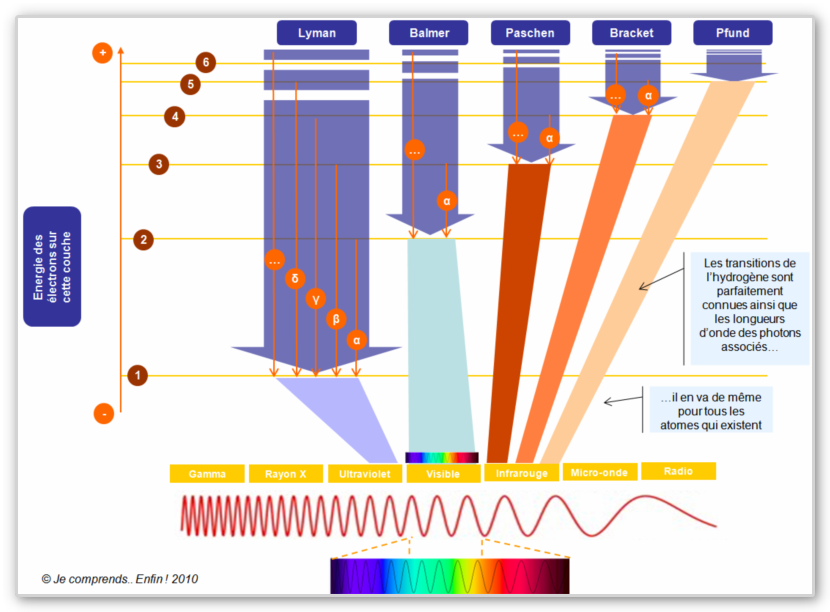 Lyman
Balmer
Paschen
Bracket
Pfund
+
6
5
4
3
2
1
-
Energie des
électrons sur
cette couche
...
δ
γ
β
α
...
α
...
α
...
α
Les transitions de
l'hydrogène sont
parfaitement
connues ainsi que
les longueurs
d'onde des photons
associés…
…il en va de même
pour tous les
atomes qui existent
Gamma
Rayon X
Ultraviolet
Visible
Infrarouge
Micro-onde
Radio
© Je comprends.. Enfin ! 2010